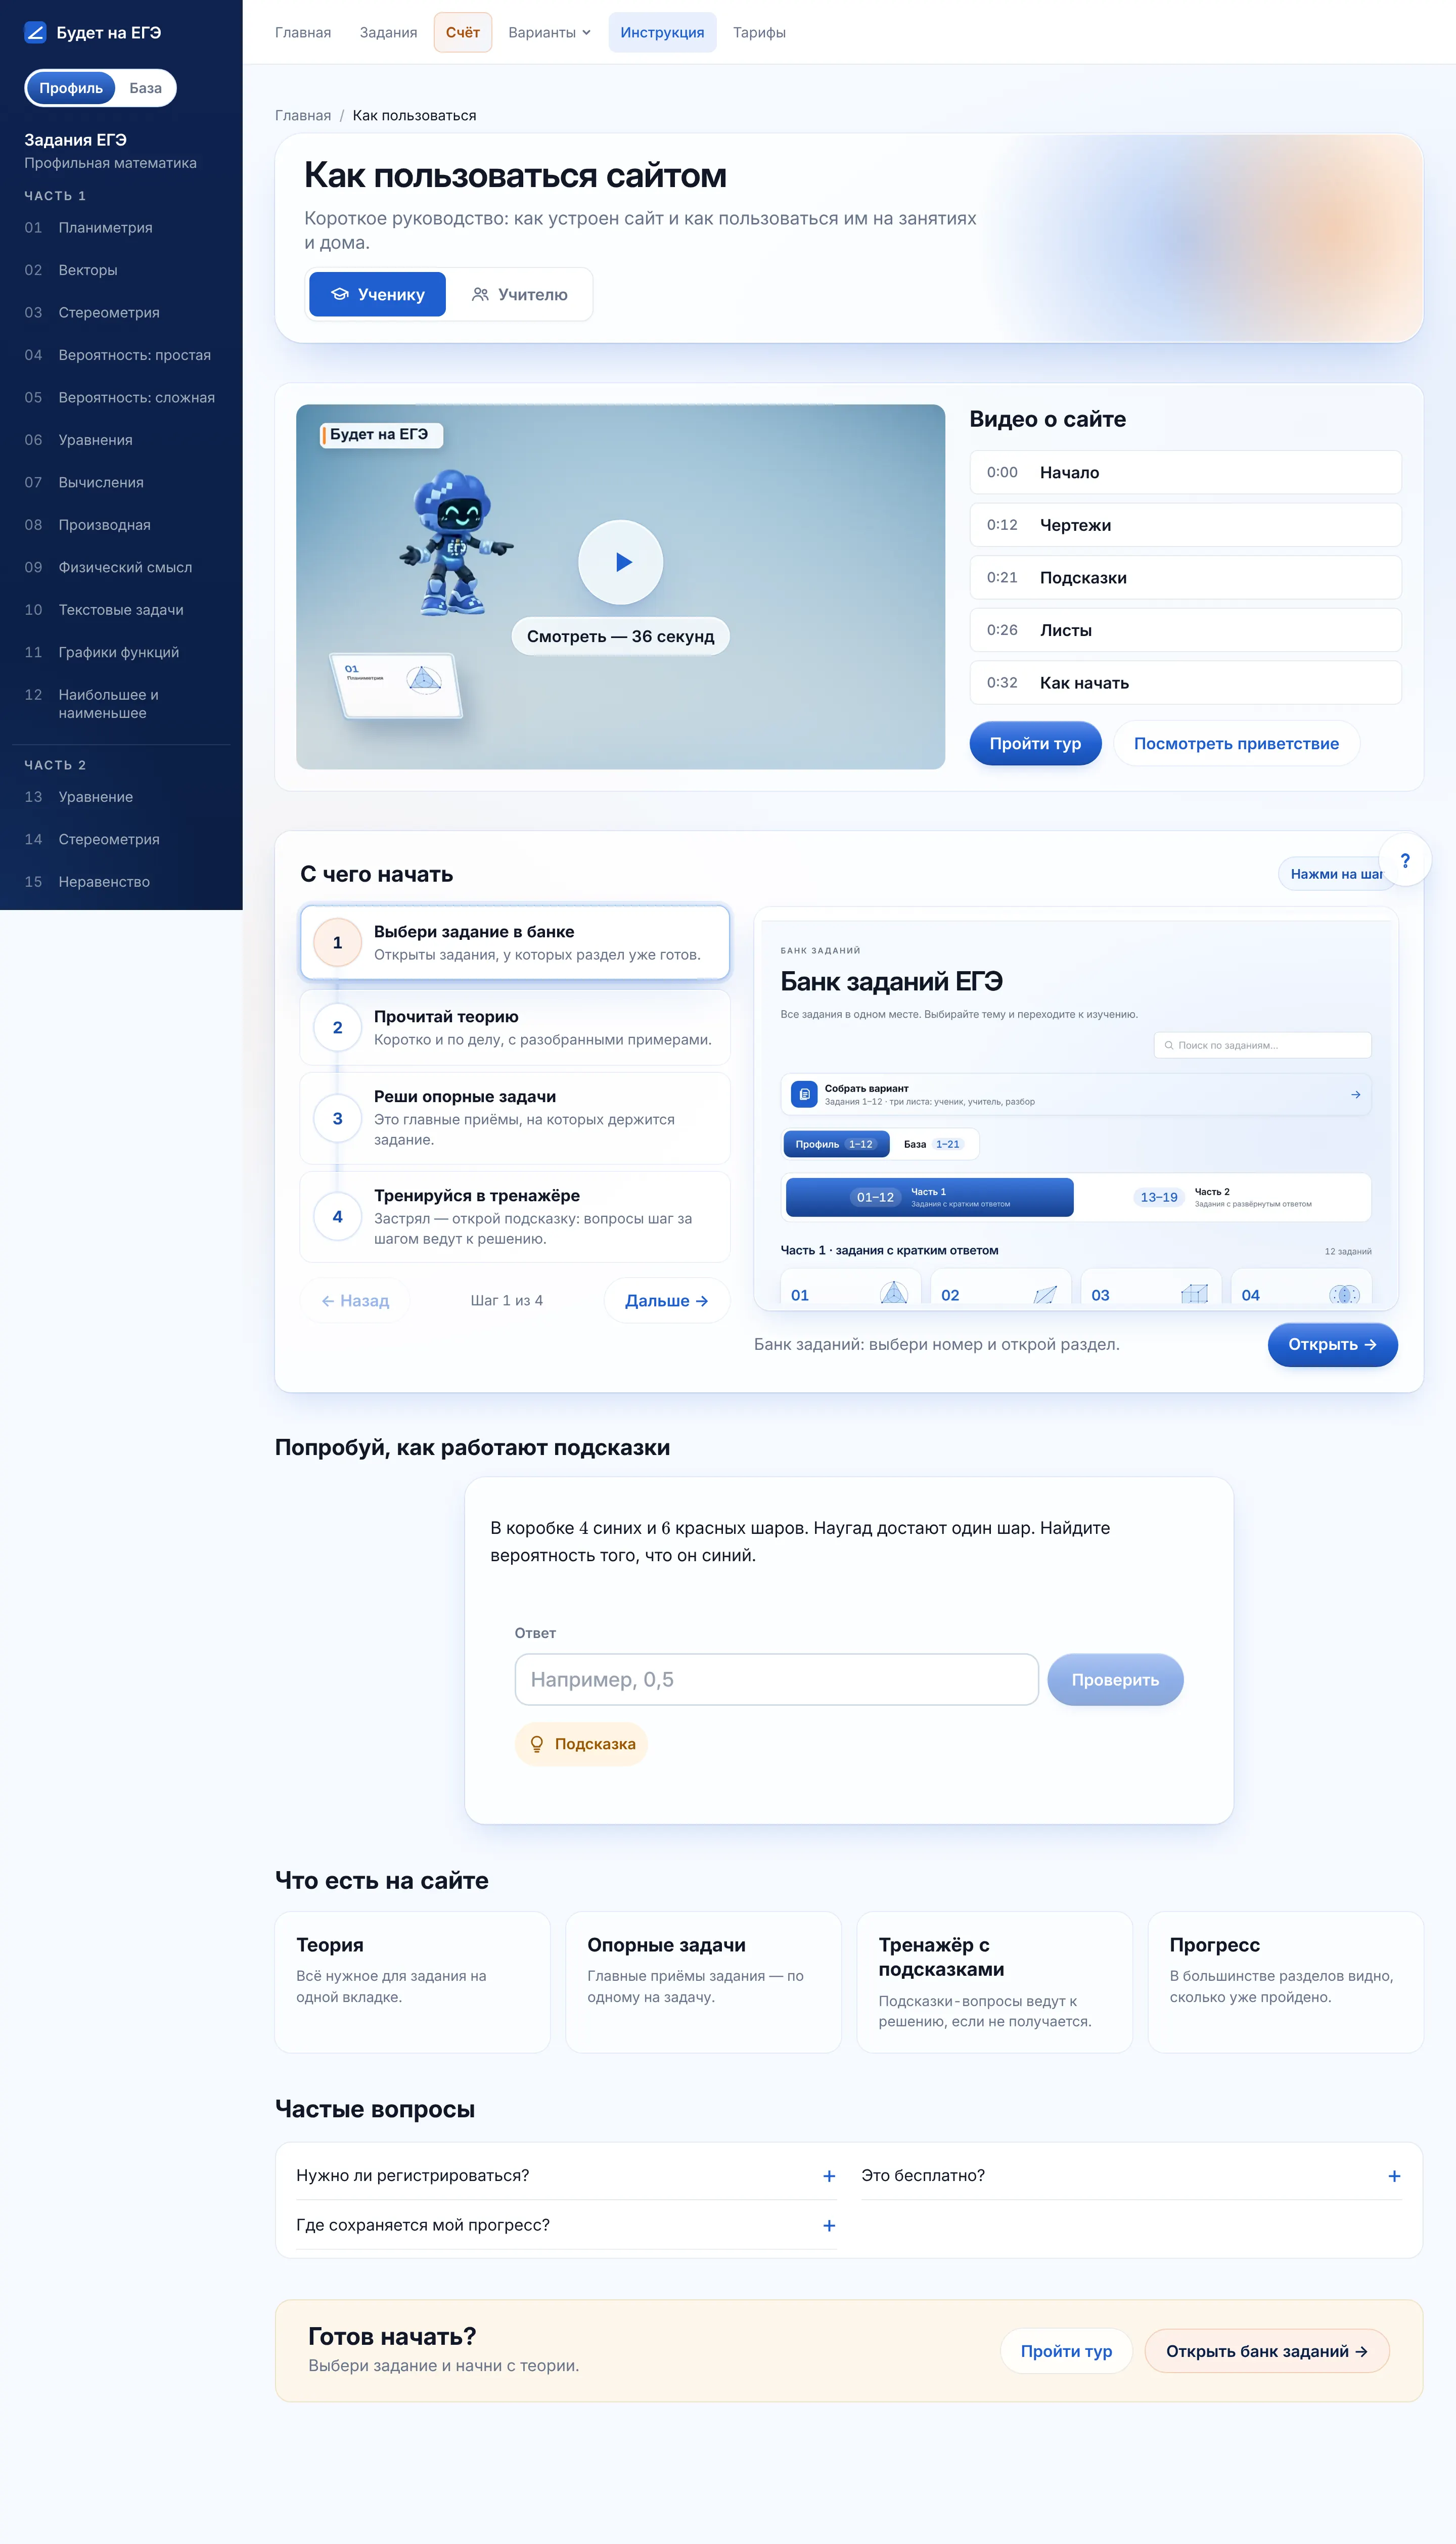 Будет на ЕГЭ
Профиль База
Задания ЕГЭ
Профильная математика
ЧАСТЬ 1
01 Планиметрия
02 Векторы
03 Стереометрия
04 Вероятность: простая
05 Вероятность: сложная
06 Уравнения
07 Вычисления
08 Производная
09 Физический смысл
10 Текстовые задачи
11 Графики функций
12 Наибольшее и
наименьшее
ЧАСТЬ 2
13 Уравнение
14 Стереометрия
15 Неравенство
Главная Задания Счёт Варианты Инструкция Тарифы
Главная / Как пользоваться
Как пользоваться сайтом
Короткое руководство: как устроен сайт и как пользоваться им на занятиях
и дома.
Ученику Учителю
Будет на ЕГЭ
ЕГЭ
01
Планиметрия
Смотреть — 36 секунд
Видео о сайте
0:00 Начало
0:12 Чертежи
0:21 Подсказки
0:26 Листы
0:32 Как начать
Пройти тур Посмотреть приветствие
С чего начать
Нажми на шаг
?
1 Выбери задание в банке
Открыты задания, у которых раздел уже готов.
2 Прочитай теорию
Коротко и по делу, с разобранными примерами.
3 Реши опорные задачи
Это главные приёмы, на которых держится
задание.
4 Тренируйся в тренажёре
Застрял — открой подсказку: вопросы шаг за
шагом ведут к решению.
← Назад Шаг 1 из 4 Дальше →
БАНК ЗАДАНИЙ
Банк заданий ЕГЭ
Все задания в одном месте. Выбирайте тему и переходите к изучению.
Поиск по заданиям...
Собрать вариант
Задания 1–12 · три листа: ученик, учитель, разбор
→
Профиль 1–12 База 1–21
01–12 Часть 1
Задания с кратким ответом
13–19 Часть 2
Задания с развёрнутым ответом
Часть 1 · задания с кратким ответом 12 заданий
01 02 03 04
Банк заданий: выбери номер и открой раздел. Открыть →
Попробуй, как работают подсказки
В коробке 4 синих и 6 красных шаров. Наугад достают один шар. Найдите
вероятность того, что он синий.
Ответ
Например, 0,5 Проверить
Подсказка
Что есть на сайте
Теория
Всё нужное для задания на
одной вкладке.
Опорные задачи
Главные приёмы задания — по
одному на задачу.
Тренажёр с
подсказками
Подсказки-вопросы ведут к
решению, если не получается.
Прогресс
В большинстве разделов видно,
сколько уже пройдено.
Частые вопросы
Нужно ли регистрироваться? +
Это бесплатно? +
Где сохраняется мой прогресс? +
Готов начать?
Выбери задание и начни с теории.
Пройти тур Открыть банк заданий →